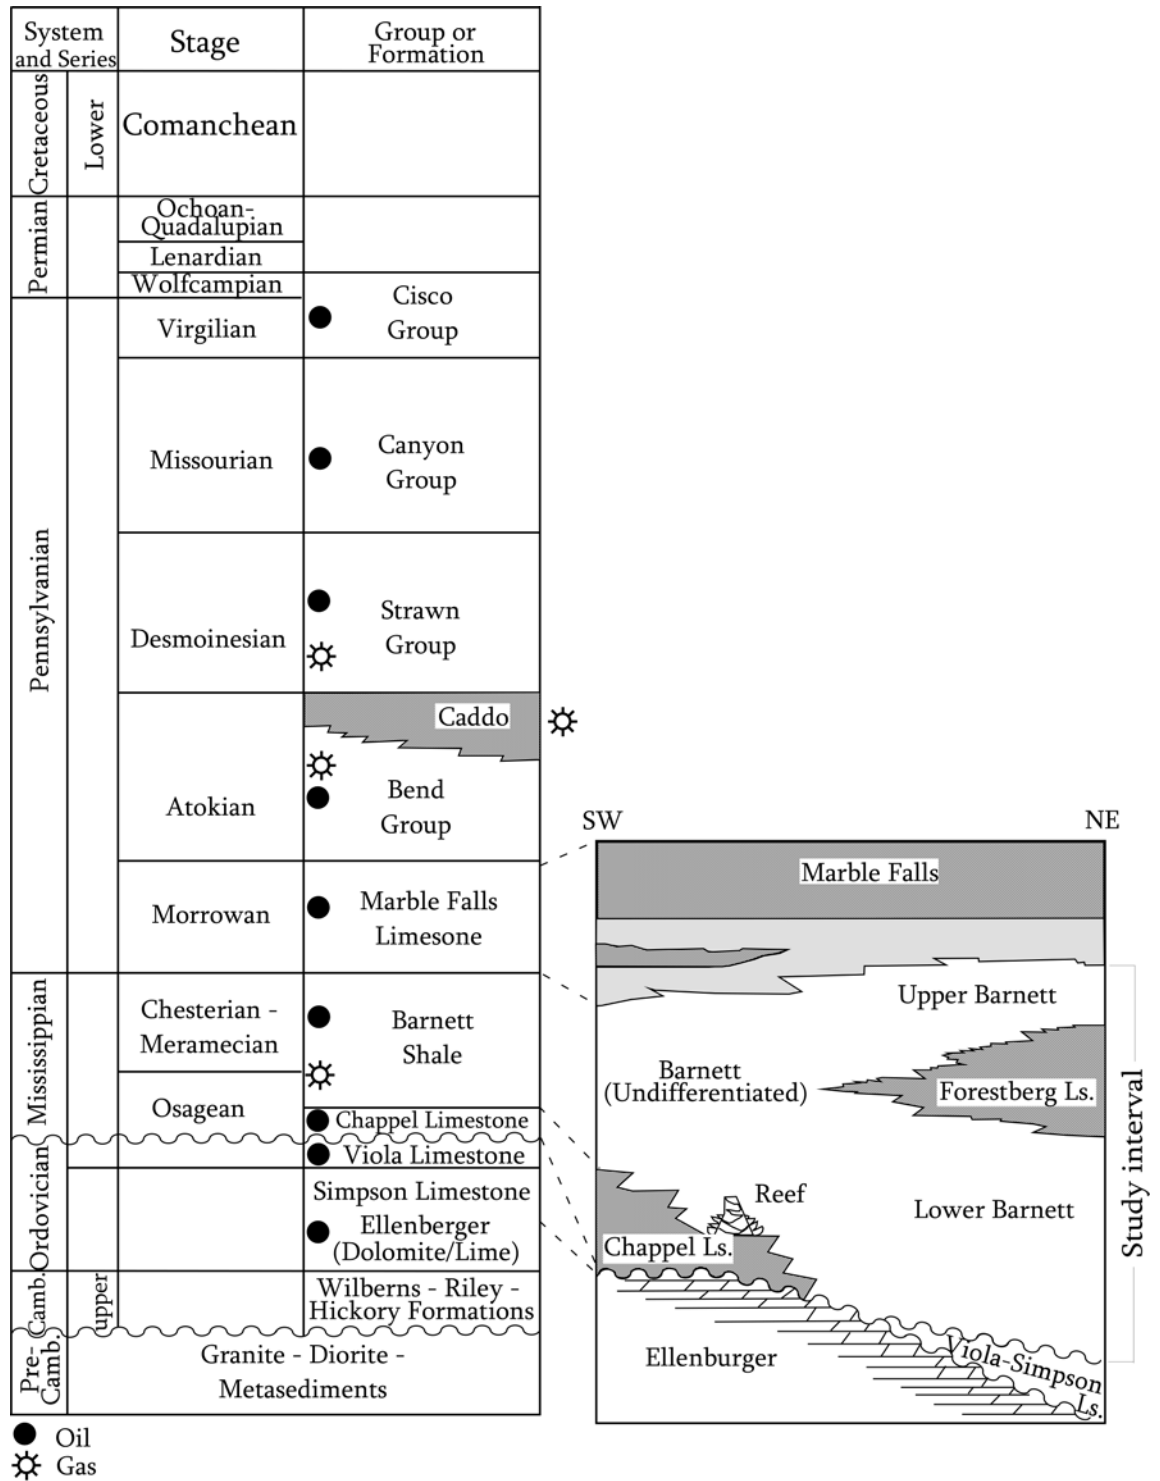 System
and Series
Stage
Group or
Formation
Cretaceous
Lower
Comanchean
Permian
Ochoan-
Quadalupian
Lenardian
Wolfcampian
Pennsylvanian
Virgilian
Cisco
Group
Missourian
Canyon
Group
Desmoinesian
Strawn
Group
Caddo
Atokian
Bend
Group
Morrowan
Marble Falls
Limesone
Mississippian
Chesterian -
Meramecian
Barnett
Shale
Osagean
Chappel Limestone
Ordovician
Viola Limestone
Simpson Limestone
Ellenberger
(Dolomite/Lime)
Camb.
upper
Wilberns - Riley -
Hickory Formations
Pre-
Camb.
Granite - Diorite -
Metasediments
Oil
Gas
SW
NE
Marble Falls
Upper Barnett
Barnett
(Undifferentiated)
Forestberg Ls.
Reef
Lower Barnett
Chappel Ls.
Ellenburger
Viola-Simpson
Ls.
Study interval